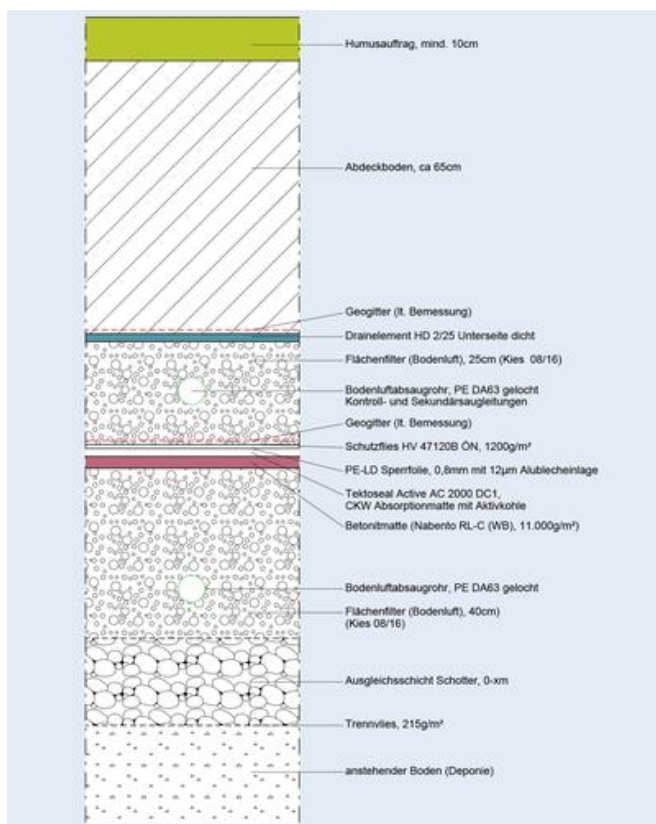 Humusauftrag, mind. 10cm
Abdeckboden, ca 65cm
Geogitter (lt. Bemessung)
Drainelement HD 2/25 Unterseite dicht
Flächenfilter (Bodenluft), 25cm (Kies 08/16)
Bodenluftabsaugrohr, PE DA63 gelocht
Kontroll- und Sekundärsaugleitungen
Geogitter (lt. Bemessung)
Schutzflies HV 47120B ÖN, 1200g/m²
PE-LD Sperrfolie, 0,8mm mit 12µm Alublecheinlage
Tektoseal Active AC 2000 DC1,
CKW Absorptionmatte mit Aktivkohle
Betonitmatte (Nabento RL-C (WB), 11.000g/m²)
Bodenluftabsaugrohr, PE DA63 gelocht
Flächenfilter (Bodenluft), 40cm)
(Kies 08/16)
Ausgleichsschicht Schotter, 0-xm
Trennvlies, 215g/m²
anstehender Boden (Deponie)